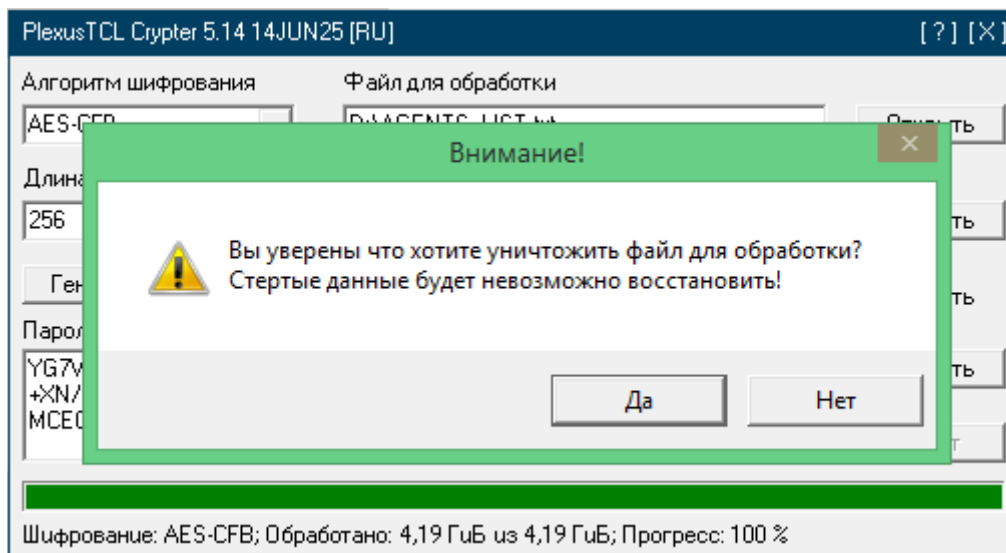 PlexusTCL Crypter 5.14 14JUN25 [RU] [ ? ] [X]
Алгоритм шифрования Файл для обработки
Внимание!
256
Вы уверены что хотите уничтожить файл для обработки?
Стертые данные будет невозможно восстановить!
Да Нет
Шифрование: AES-CFB; Обработано: 4,19 ГиБ из 4,19 ГиБ; Прогресс: 100 %